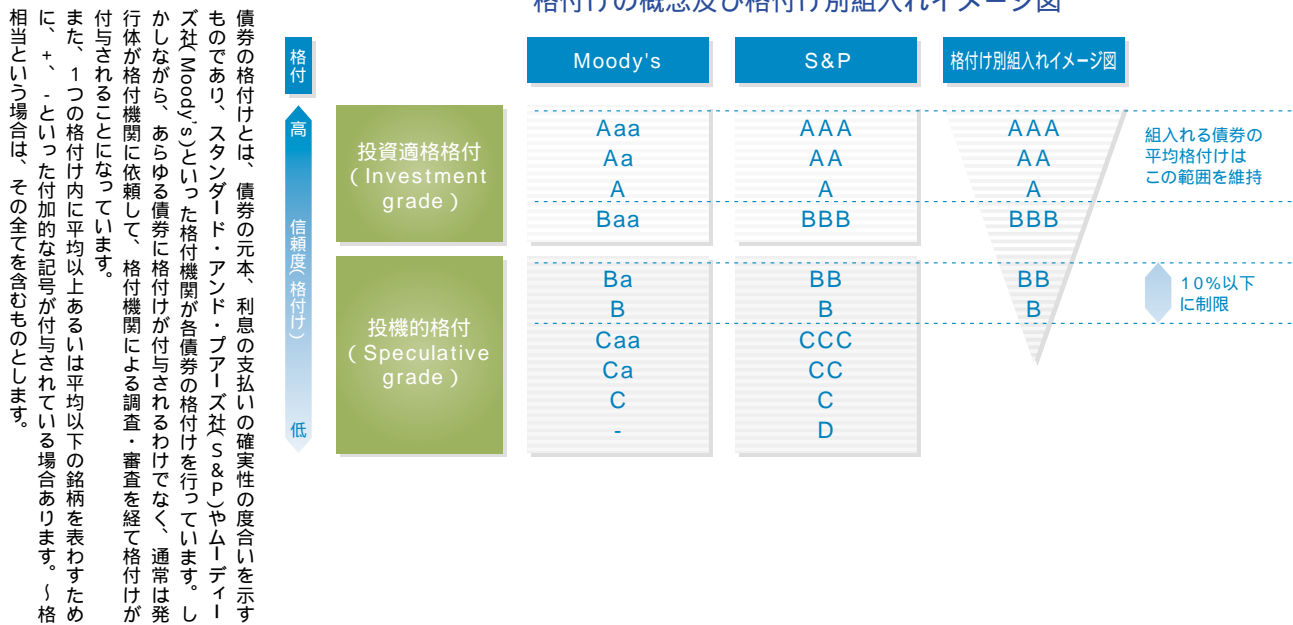 格付けの概念及び格付け別組入れイメージ図
債券の格付けとは、債券の元本、利息の支払いの確実性の度合いを示す
ものであり、スタンダード・アンド・プアーズ社(S&P)やムーディー
ズ社(Moody's)といった格付機関が各債券の格付けを行っています。し
かしながら、あらゆる債券に格付けが付与されるわけでなく、通常は発
行体が格付機関に依頼して、格付機関による調査・審査を経て格付けが
付与されることになっています。
また、1つの格付け内に平均以上あるいは平均以下の銘柄を表わすため
に、+、-といった付加的な記号が付与されている場合あります。~格
相当という場合は、その全てを含むものとします。
格付
高
信頼度(格付け)
低
投資適格格付
(Investment
grade)
投機的格付
(Speculative
grade)
Moody's
Aaa
Aa
A
Baa
Ba
B
Caa
Ca
C
-
S&P
AAA
AA
A
BBB
BB
B
CCC
CC
C
D
格付け別組入れイメージ図
AAA
AA
A
BBB
BB
B
組入れる債券の
平均格付けは
この範囲を維持
10%以下
に制限